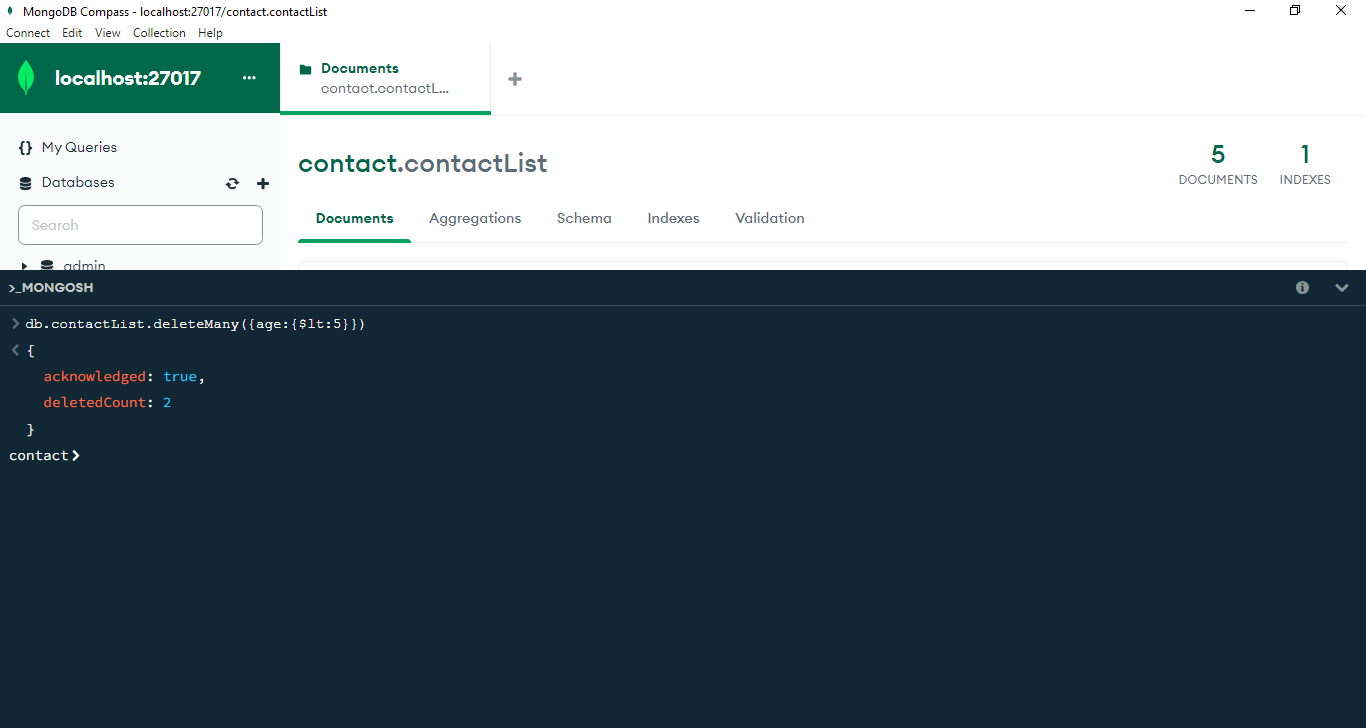 MongoDB Compass - localhost:27017/contact.contactList
Connect Edit View Collection Help
localhost:27017 ...
Documents
contact.contactL...
{} My Queries
Databases
Search
admin
contact.contactList
5
DOCUMENTS
1
INDEXES
Documents Aggregations Schema Indexes Validation
>_MONGOSH
> db.contactList.deleteMany({age:{$lt:5}})
< {
acknowledged: true,
deletedCount: 2
}
contact>